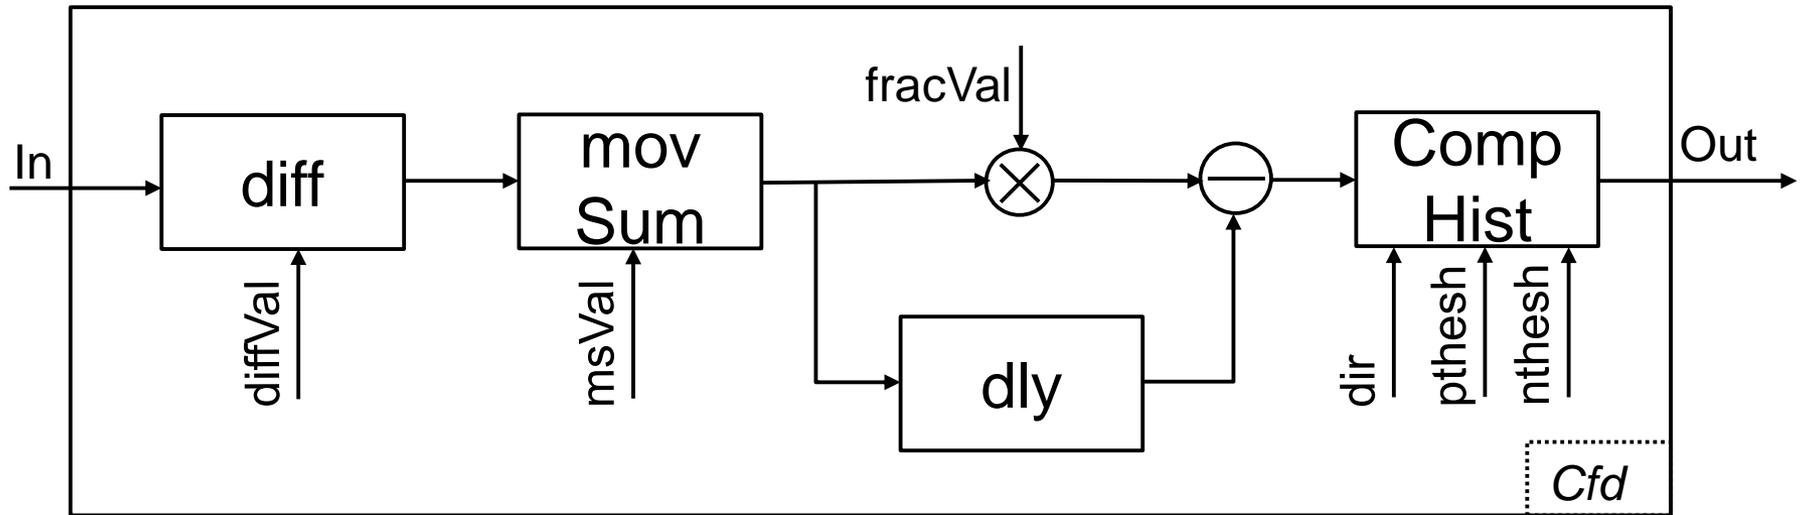 fracVal
In
diff
mov
Sum
Comp
Hist
Out
diffVal
msVal
dly
dir
pthesh
nthesh
Cfd